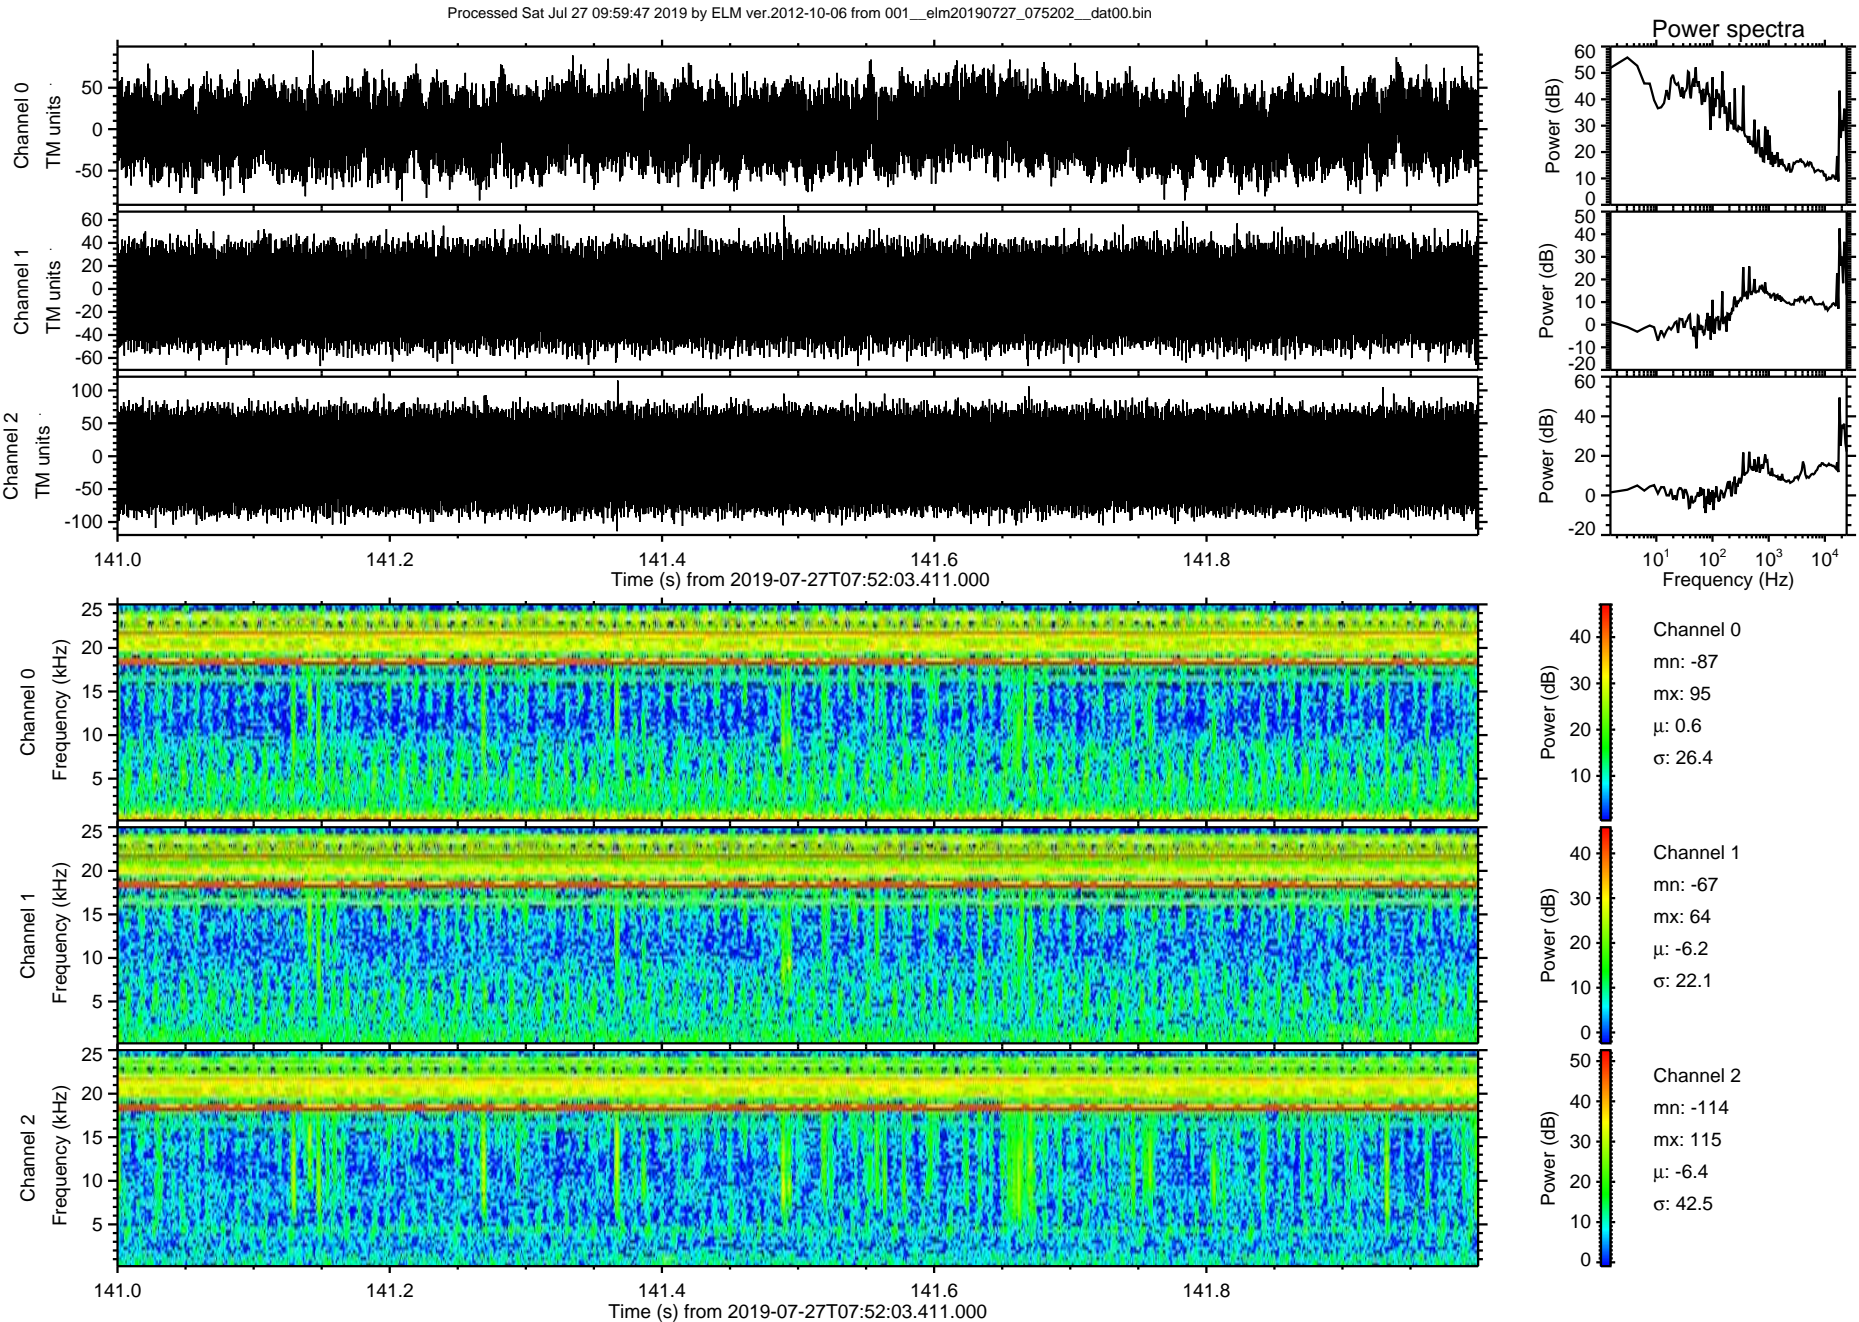 Processed Sat Jul 27 09:59:47 2019 by ELM ver.2012-10-06 from 001__elm20190727_075202__dat00.bin
Power spectra
Channel 0
TM units
50
0
-50
Power (dB)
60
50
40
30
20
10
0
Channel 1
TM units
60
40
20
0
-20
-40
-60
Power (dB)
50
40
30
20
10
0
-10
-20
Channel 2
TM units
100
50
0
-50
-100
Power (dB)
60
40
20
0
-20
141.0 141.2 141.4 141.6 141.8
Time (s) from 2019-07-27T07:52:03.411.000
10¹ 10² 10³ 10⁴
Frequency (Hz)
Channel 0
Frequency (kHz)
25
20
15
10
5
Power (dB)
40
30
20
10
Channel 0
mn: -87
mx: 95
μ: 0.6
σ: 26.4
Channel 1
Frequency (kHz)
25
20
15
10
5
Power (dB)
40
30
20
10
0
Channel 1
mn: -67
mx: 64
μ: -6.2
σ: 22.1
Channel 2
Frequency (kHz)
25
20
15
10
5
Power (dB)
50
40
30
20
10
0
Channel 2
mn: -114
mx: 115
μ: -6.4
σ: 42.5
141.0 141.2 141.4 141.6 141.8
Time (s) from 2019-07-27T07:52:03.411.000